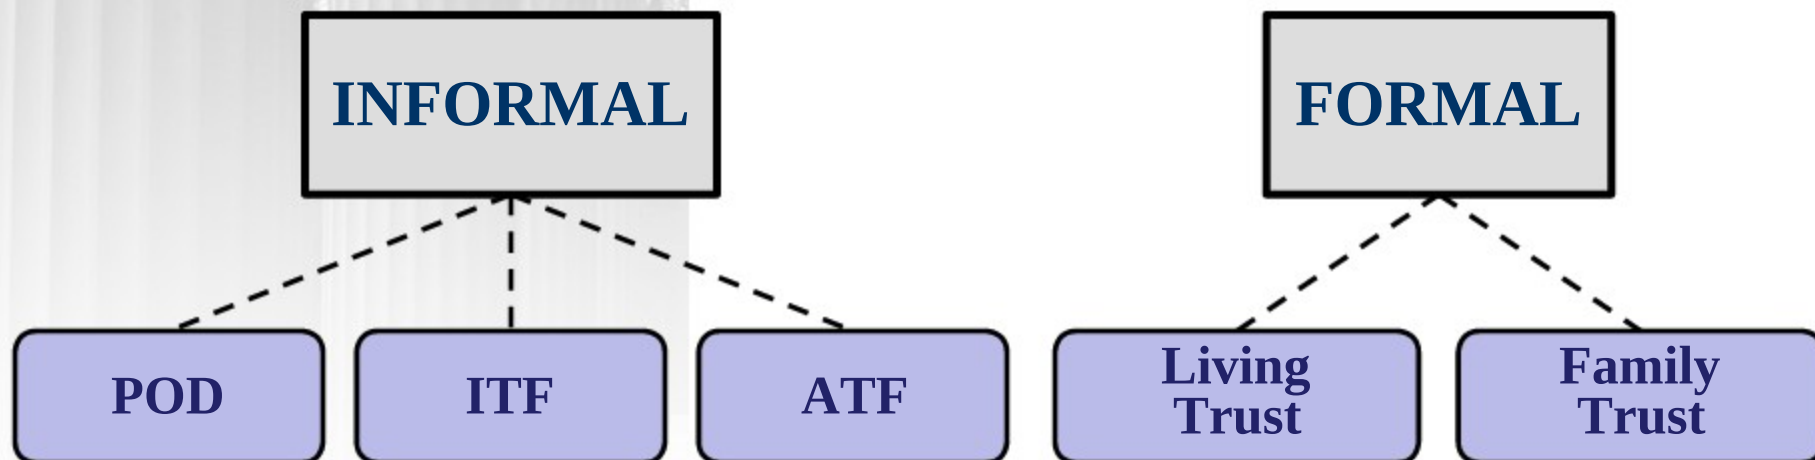 INFORMAL
FORMAL
POD
ITF
ATF
Living
Trust
Family
Trust